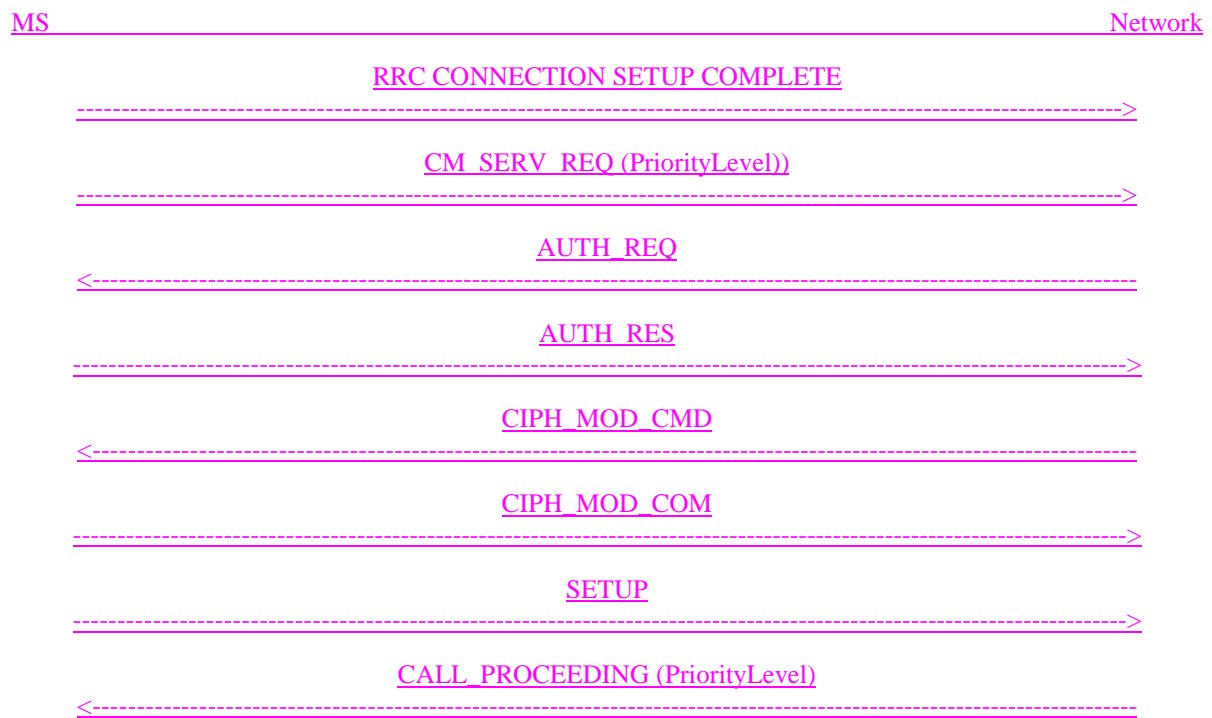 MS Network
RRC CONNECTION SETUP COMPLETE
----------------------------------------------------------------------------------------------------------------------->
CM_SERV_REQ (PriorityLevel))
----------------------------------------------------------------------------------------------------------------------->
AUTH_REQ
<-----------------------------------------------------------------------------------------------------------------------
AUTH_RES
----------------------------------------------------------------------------------------------------------------------->
CIPH_MOD_CMD
<-----------------------------------------------------------------------------------------------------------------------
CIPH_MOD_COM
----------------------------------------------------------------------------------------------------------------------->
SETUP
----------------------------------------------------------------------------------------------------------------------->
CALL_PROCEEDING (PriorityLevel)
<-----------------------------------------------------------------------------------------------------------------------